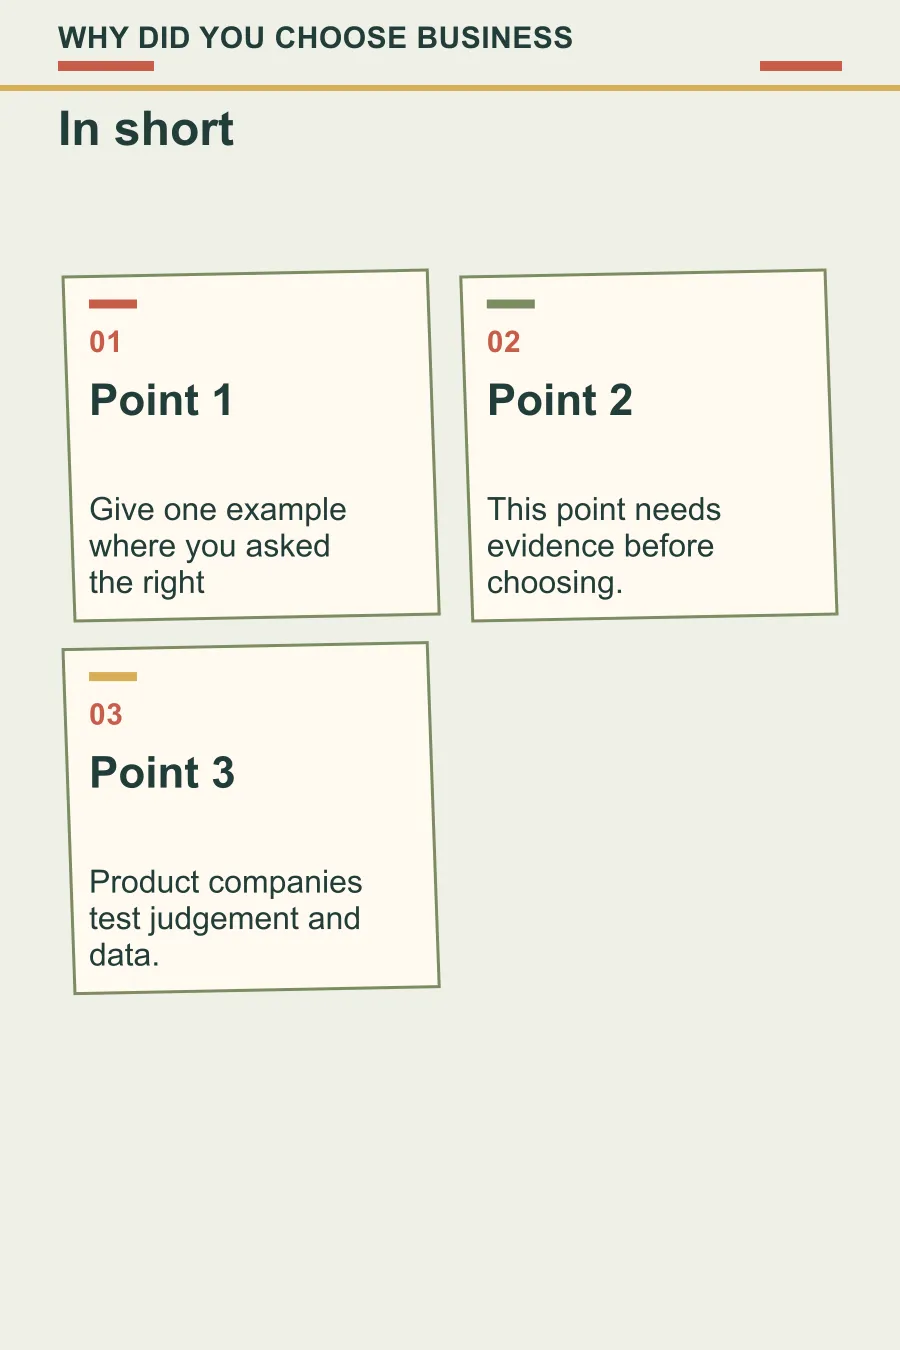 WHY DID YOU CHOOSE BUSINESS
In short
01
Point 1
Give one example
where you asked
the right
02
Point 2
This point needs
evidence before
choosing.
03
Point 3
Product companies
test judgement and
data.